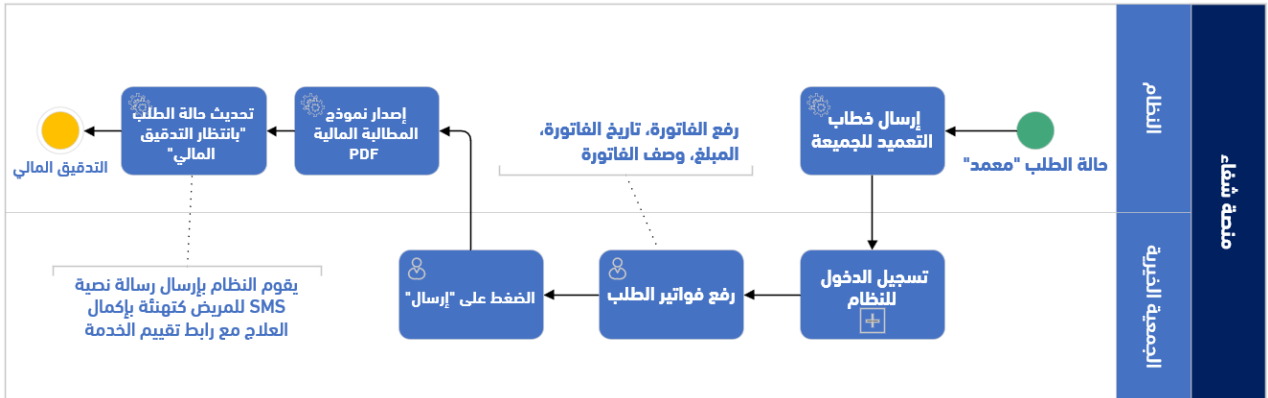 منصة شفاء
النظام
الجمعية الخيرية
حالة الطلب "معمد"
إرسال خطاب
التعميد للجميعة
تسجيل الدخول
للنظام
رفع الفاتورة، تاريخ الفاتورة،
المبلغ، وصف الفاتورة
رفع فواتير الطلب
الضغط على "إرسال"
إصدار نموذج
المطالبة المالية
PDF
تحديث حالة الطلب
"بانتظار التدقيق
المالي"
يقوم النظام بإرسال رسالة نصية
SMS للمريض كتهنئة بإكمال
العلاج مع رابط تقييم الخدمة
التدقيق المالي